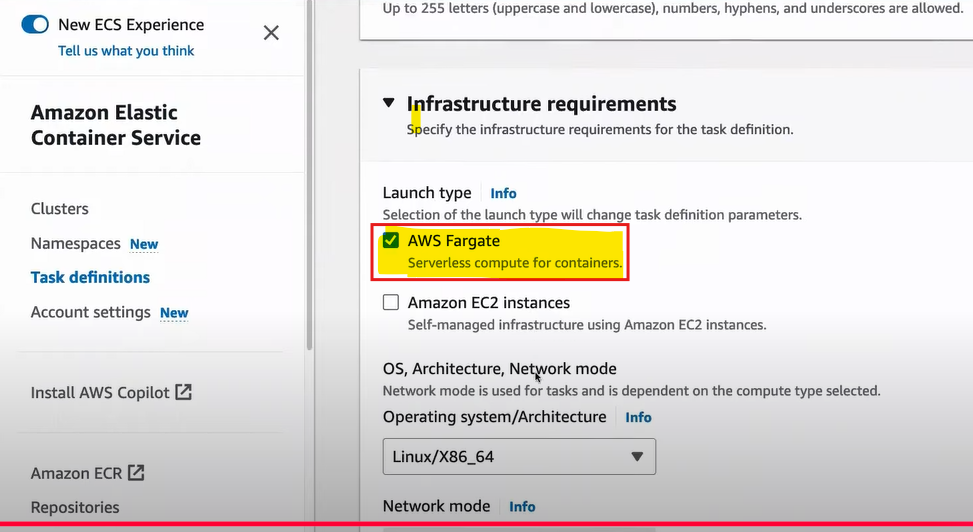 New ECS Experience
Tell us what you think
Amazon Elastic
Container Service
Clusters
Namespaces New
Task definitions
Account settings New
Install AWS Copilot
Amazon ECR
Repositories
Up to 255 letters (uppercase and lowercase), numbers, hyphens, and underscores are allowed.
Infrastructure requirements
Specify the infrastructure requirements for the task definition.
Launch type Info
Selection of the launch type will change task definition parameters.
AWS Fargate
Serverless compute for containers.
Amazon EC2 instances
Self-managed infrastructure using Amazon EC2 instances.
OS, Architecture, Network mode
Network mode is used for tasks and is dependent on the compute type selected.
Operating system/Architecture Info
Linux/X86_64
Network mode Info